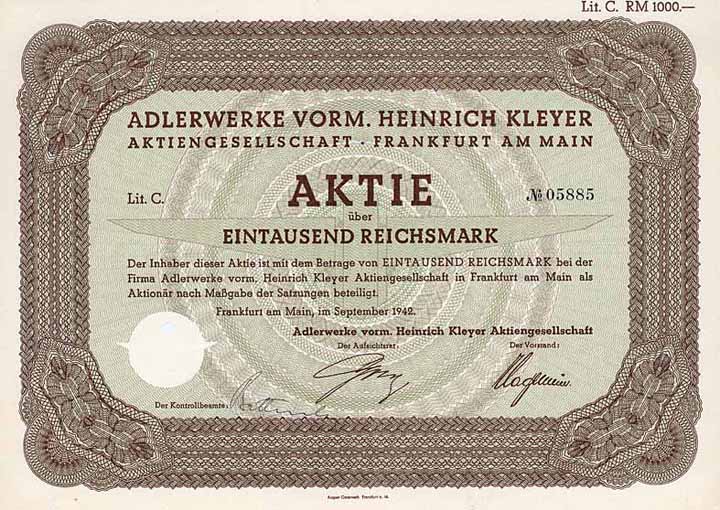 Lit. C. RM 1000.—
ADLERWERKE VORM. HEINRICH KLEYER
AKTIENGESELLSCHAFT · FRANKFURT AM MAIN
Lit. C.
AKTIE
№ 05885
über
EINTAUSEND REICHSMARK
Der Inhaber dieser Aktie ist mit dem Betrage von EINTAUSEND REICHSMARK bei der
Firma Adlerwerke vorm. Heinrich Kleyer Aktiengesellschaft in Frankfurt am Main als
Aktionär nach Maßgabe der Satzungen beteiligt.
Frankfurt am Main, im September 1942.
Adlerwerke vorm. Heinrich Kleyer Aktiengesellschaft
Der Aufsichtsrat: Der Vorstand:
Der Kontrollbeamte:
August Osterrieth Frankfurt a. M.